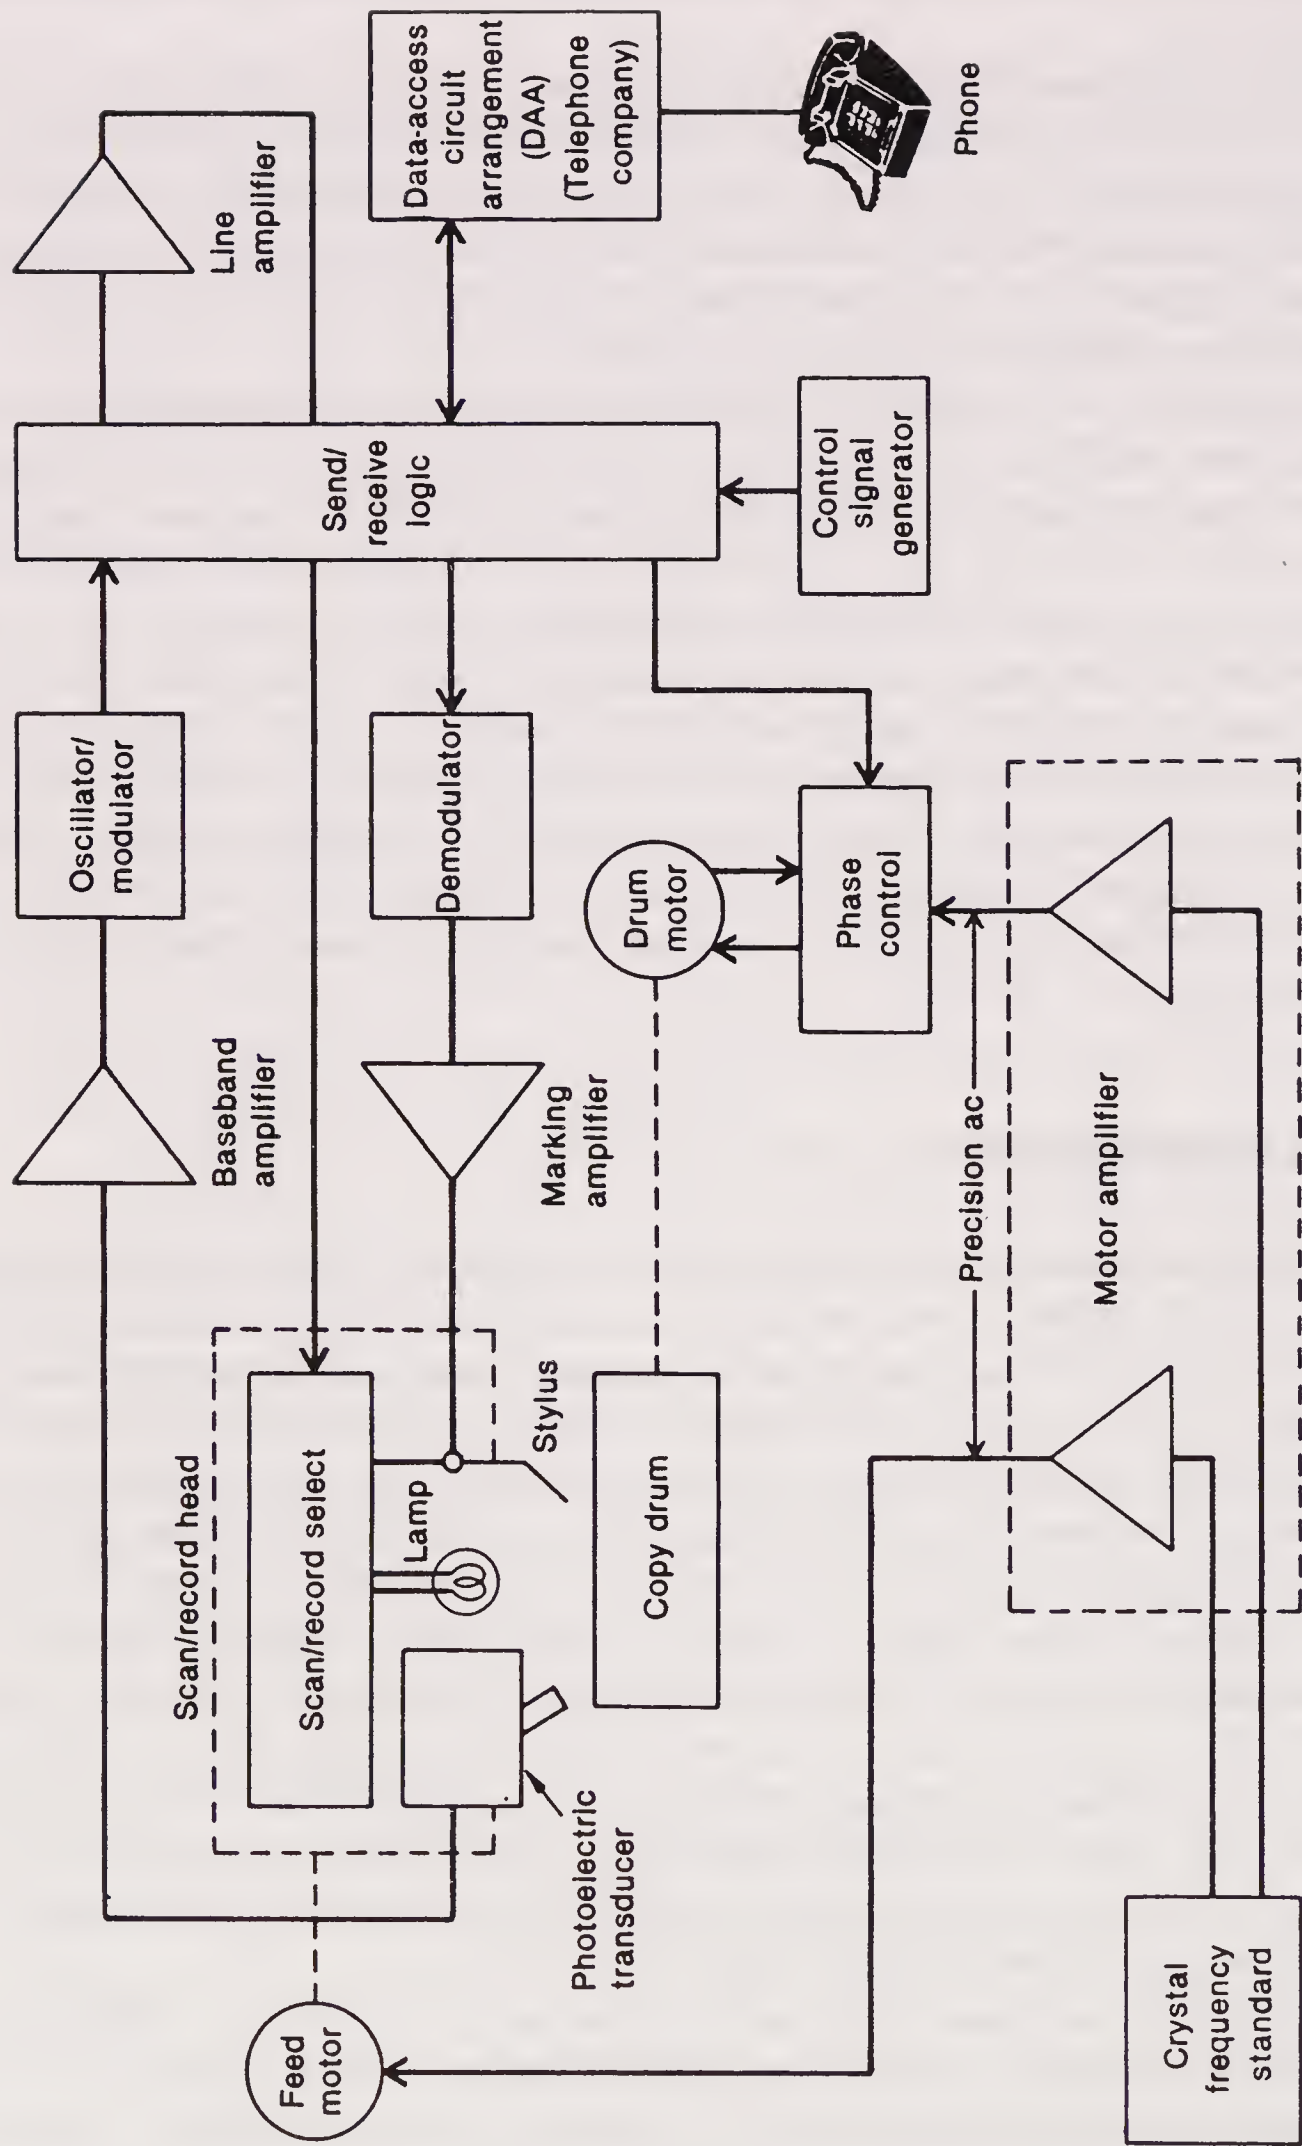 Line
amplifier
Data-access
circuit
arrangement
(DAA)
(Telephone
company)
Phone
Send/
receive
logic
Control
signal
generator
Oscillator/
modulator
Demodulator
Baseband
amplifier
Marking
amplifier
Drum
motor
Phase
control
Precision ac
Motor amplifier
Scan/record head
Scan/record select
Lamp
Stylus
Copy drum
Photoelectric
transducer
Feed
motor
Crystal
frequency
standard